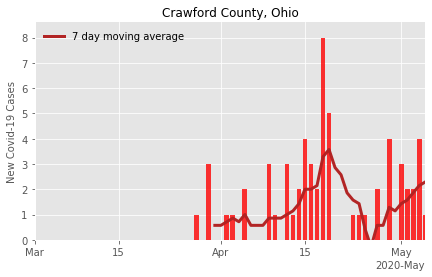 Crawford County, Ohio
7 day moving average
New Covid-19 Cases
8
7
6
5
4
3
2
1
0
Mar
15
Apr
15
May
2020-May